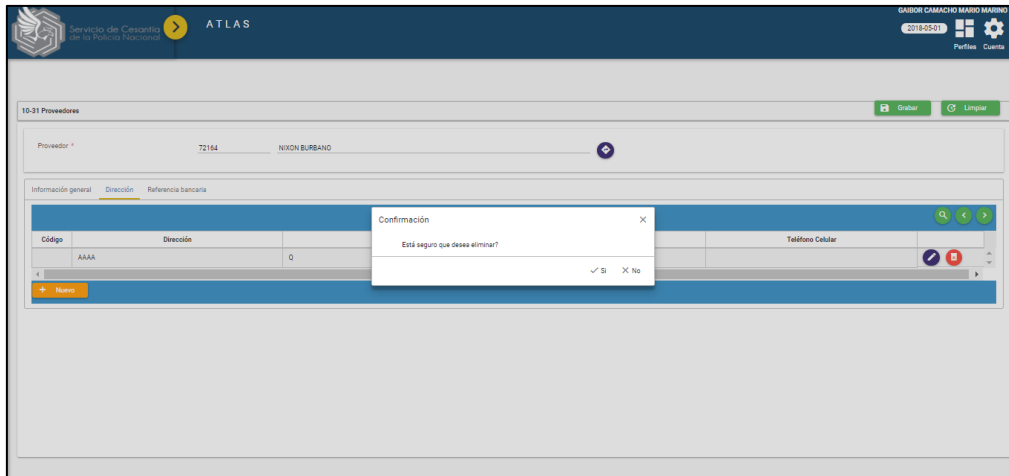 GAIBOR CAMACHO MARIO MARINO
Servicio de Cesantía
de la Policía Nacional
ATLAS
2018-05-01
Perfiles Cuenta
10-31 Proveedores
Grabar Limpiar
Proveedor * 72164 NIXON BURBANO
Información general Dirección Referencia bancaria
Confirmación
Código Dirección Teléfono Celular
Está seguro que desea eliminar?
AAAA Q
Si No
+ Nuevo